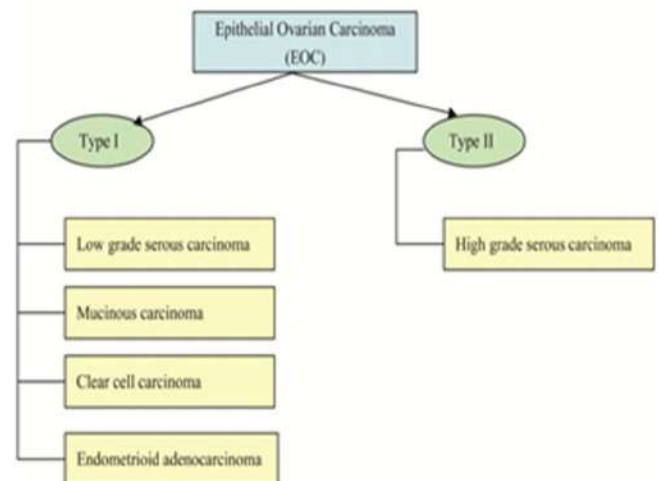 Epithelial Ovarian Carcinoma
(EOC)
Type I
Type II
Low grade serous carcinoma
High grade serous carcinoma
Mucinous carcinoma
Clear cell carcinoma
Endometrioid adenocarcinoma